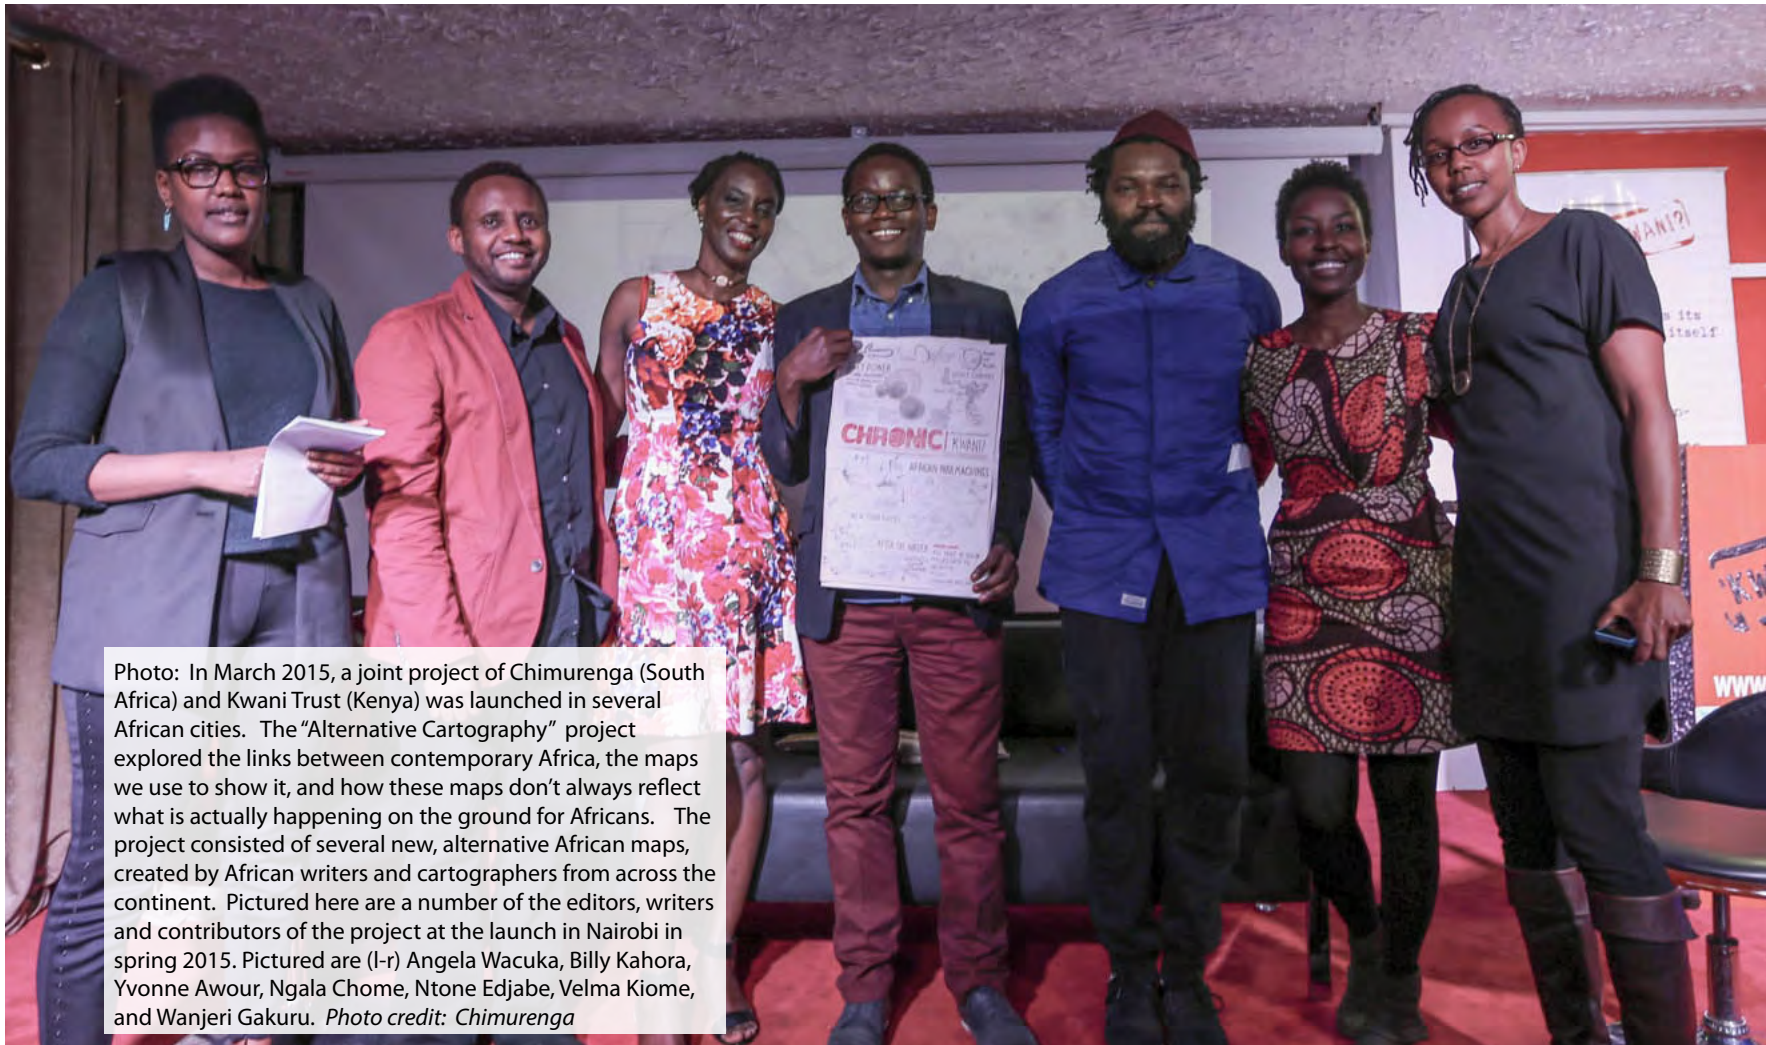 WANI?
s its
itself
CHRONIC
KWANI?
AFRICAN WAR MACHINES
NEW CARTOGRAPHIES
WWW
Photo: In March 2015, a joint project of Chimurenga (South
Africa) and Kwani Trust (Kenya) was launched in several
African cities. The “Alternative Cartography” project
explored the links between contemporary Africa, the maps
we use to show it, and how these maps don’t always reflect
what is actually happening on the ground for Africans. The
project consisted of several new, alternative African maps,
created by African writers and cartographers from across the
continent. Pictured here are a number of the editors, writers
and contributors of the project at the launch in Nairobi in
spring 2015. Pictured are (l-r) Angela Wacuka, Billy Kahora,
Yvonne Awour, Ngala Chome, Ntone Edjabe, Velma Kiome,
and Wanjeri Gakuru. Photo credit: Chimurenga